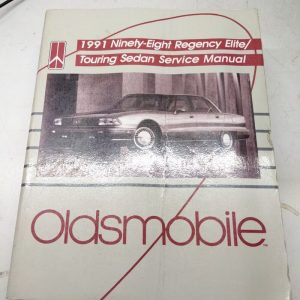 1991 Ninety-Eight Regency Elite/
Touring Sedan Service Manual
Oldsmobile